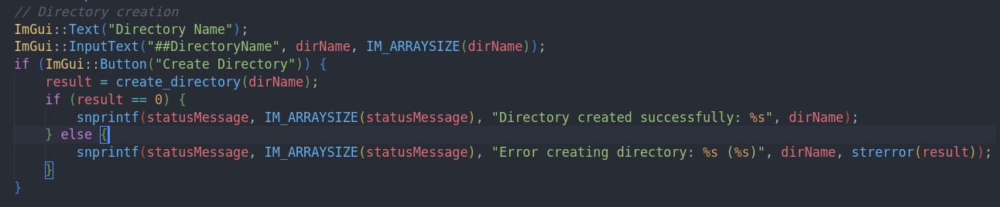 // Directory creation
ImGui::Text("Directory Name");
ImGui::InputText("##DirectoryName", dirName, IM_ARRAYSIZE(dirName));
if (ImGui::Button("Create Directory")) {
    result = create_directory(dirName);
    if (result == 0) {
        snprintf(statusMessage, IM_ARRAYSIZE(statusMessage), "Directory created successfully: %s", dirName);
    } else {
        snprintf(statusMessage, IM_ARRAYSIZE(statusMessage), "Error creating directory: %s (%s)", dirName, strerror(result));
    }
}